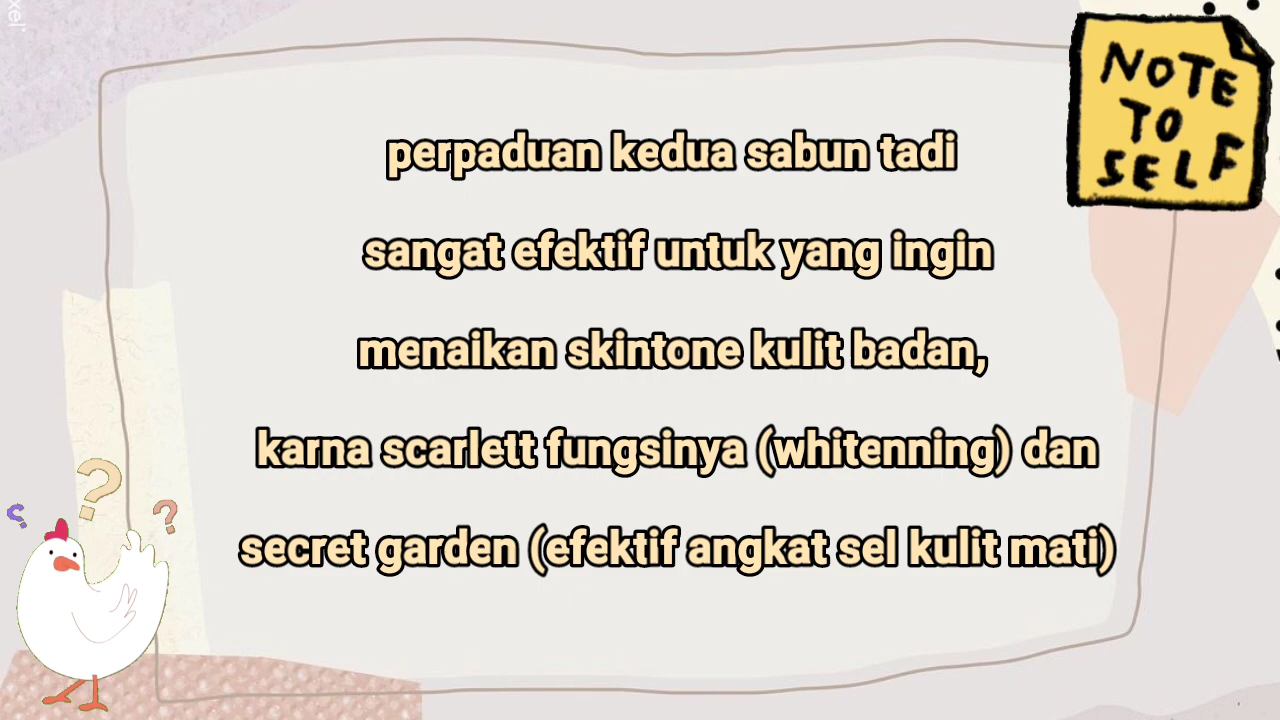 NOTE
TO
SELF
perpaduan kedua sabun tadi
sangat efektif untuk yang ingin
menaikan skintone kulit badan,
karna scarlett fungsinya (whitenning) dan
secret garden (efektif angkat sel kulit mati)